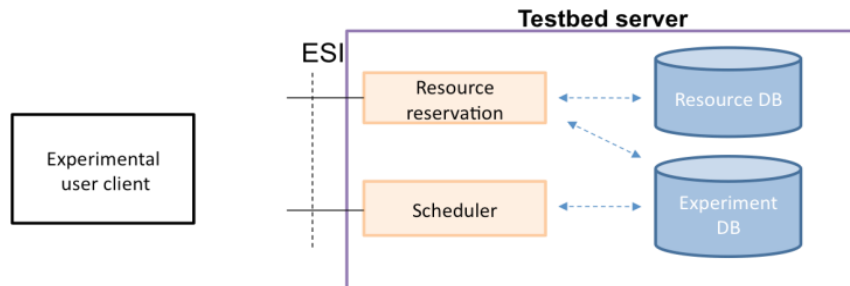 Testbed server
ESI
Resource
reservation
Resource DB
Experimental
user client
Scheduler
Experiment
DB